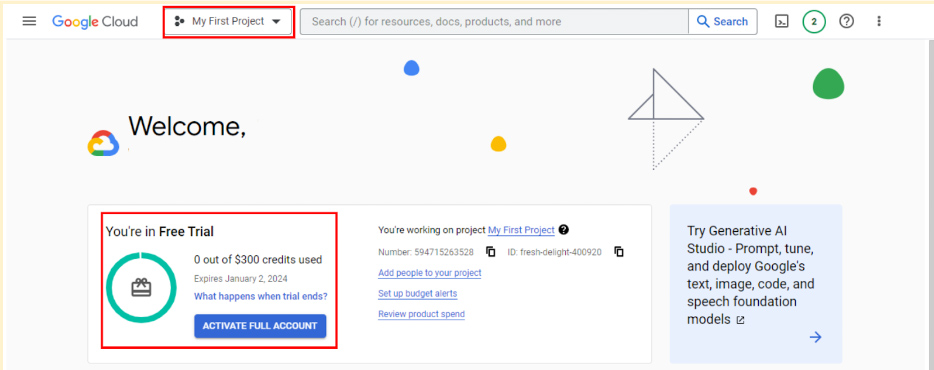 Google Cloud
My First Project
Search (/) for resources, docs, products, and more
Search
2
Welcome,
You're in Free Trial
0 out of $300 credits used
Expires January 2, 2024
What happens when trial ends?
ACTIVATE FULL ACCOUNT
You're working on project My First Project
Number: 594715263528 ID: fresh-delight-400920
Add people to your project
Set up budget alerts
Review product spend
Try Generative AI
Studio - Prompt, tune,
and deploy Google's
text, image, code, and
speech foundation
models